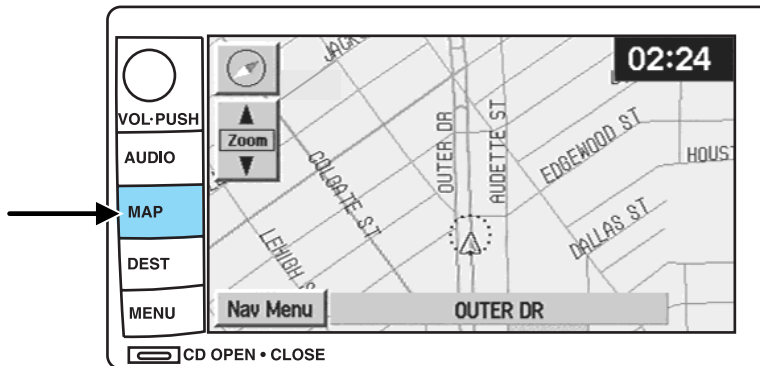 VOL·PUSH
AUDIO
MAP
DEST
MENU
CD OPEN • CLOSE
02:24
Zoom
OUTER DR
AUDETTE ST
EDGEWOOD ST
HOUST
COLGATE ST
DALLAS ST
LEHIGH S
Nav Menu
OUTER DR